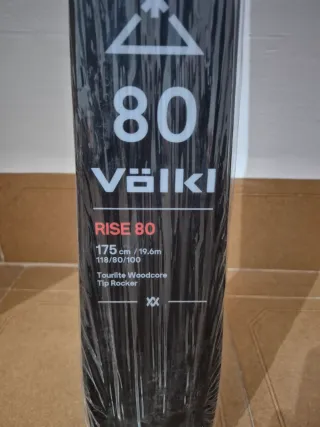 80
Völkl
RISE 80
175 cm / 19.6m
118/80/100
Tourlite Woodcore
Tip Rocker